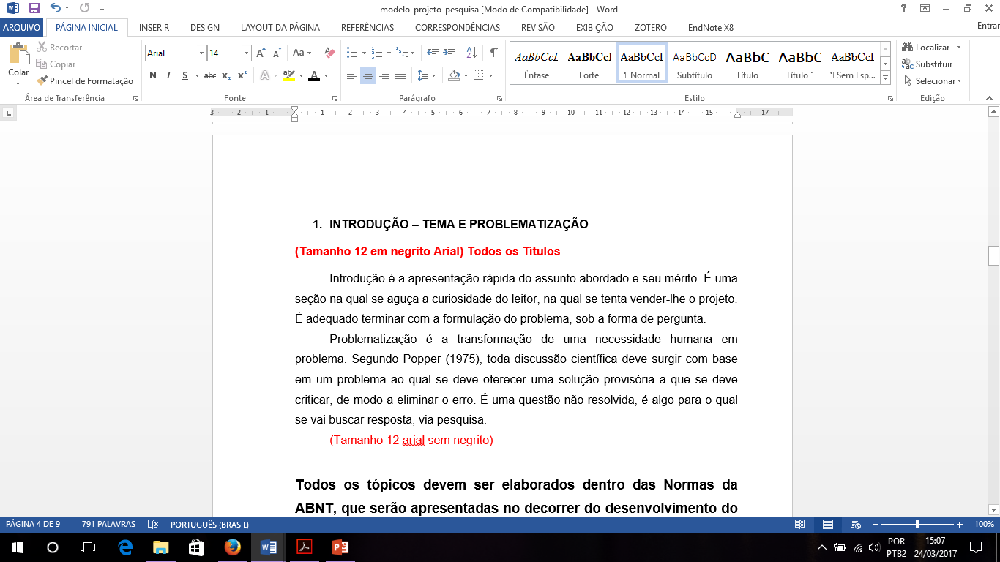 modelo-projeto-pesquisa [Modo de Compatibilidade] - Word
ARQUIVO PÁGINA INICIAL INSERIR DESIGN LAYOUT DA PÁGINA REFERÊNCIAS CORRESPONDÊNCIAS REVISÃO EXIBIÇÃO ZOTERO EndNote X8 Entrar
Colar
Recortar
Copiar
Pincel de Formatação
Área de Transferência
Arial 14
N I S abc x₂ x²
Fonte
Parágrafo
AaBbCcI AaBbCcI AaBbCcI AaBbCcD AaBbC AaBbC AaBbCcI
Ênfase Forte ¶ Normal Subtítulo Título Título 1 ¶ Sem Esp...
Estilo
Localizar
Substituir
Selecionar
Edição
3 2 1 1 2 3 4 5 6 7 8 9 10 11 12 13 14 15 17
1. INTRODUÇÃO – TEMA E PROBLEMATIZAÇÃO
(Tamanho 12 em negrito Arial) Todos os Títulos
Introdução é a apresentação rápida do assunto abordado e seu mérito. É uma
seção na qual se aguça a curiosidade do leitor, na qual se tenta vender-lhe o projeto.
É adequado terminar com a formulação do problema, sob a forma de pergunta.
Problematização é a transformação de uma necessidade humana em
problema. Segundo Popper (1975), toda discussão científica deve surgir com base
em um problema ao qual se deve oferecer uma solução provisória a que se deve
criticar, de modo a eliminar o erro. É uma questão não resolvida, é algo para o qual
se vai buscar resposta, via pesquisa.
(Tamanho 12 arial sem negrito)
Todos os tópicos devem ser elaborados dentro das Normas da
ABNT, que serão apresentadas no decorrer do desenvolvimento do
PÁGINA 4 DE 9 791 PALAVRAS PORTUGUÊS (BRASIL) 100%
POR
PTB2
15:07
24/03/2017